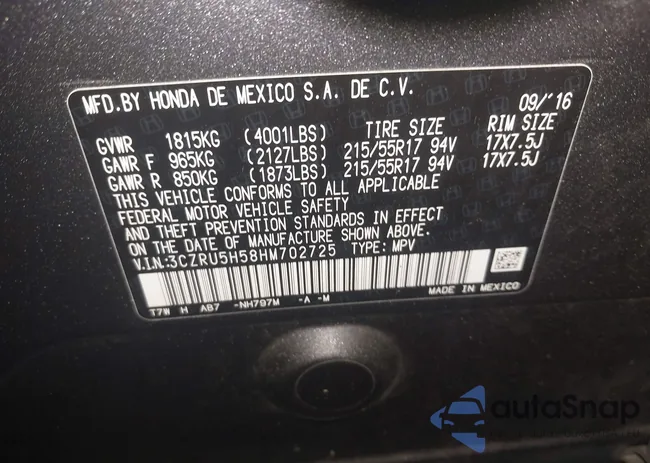 MFD.BY HONDA DE MEXICO S.A. DE C.V.
09/'16
GVWR 1815KG (4001LBS) TIRE SIZE RIM SIZE
GAWR F 965KG (2127LBS) 215/55R17 94V 17X7.5J
GAWR R 850KG (1873LBS) 215/55R17 94V 17X7.5J
THIS VEHICLE CONFORMS TO ALL APPLICABLE
FEDERAL MOTOR VEHICLE SAFETY
AND THEFT PREVENTION STANDARDS IN EFFECT
ON THE DATE OF MANUFACTURE SHOWN ABOVE.
V.I.N:3CZRU5H58HM702725 TYPE: MPV
T7W H AB7 -NH797M -A -M MADE IN MEXICO
autoSnap